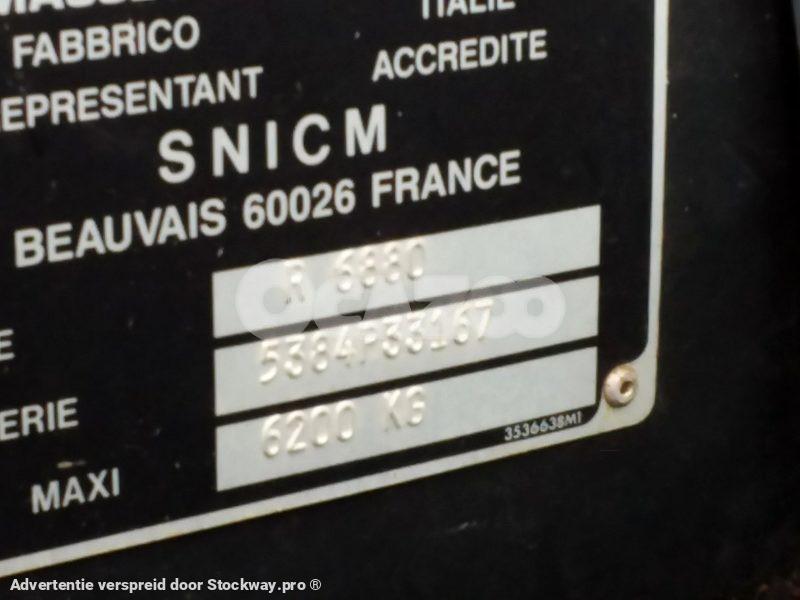 ITALIE
FABBRICO
ACCREDITE
SNICM
BEAUVAIS 60026 FRANCE
R 6880
OCAZOO
5384P33167
ERIE
6200 KG
3536638M1
MAXI
Advertentie verspreid door Stockway.pro ®